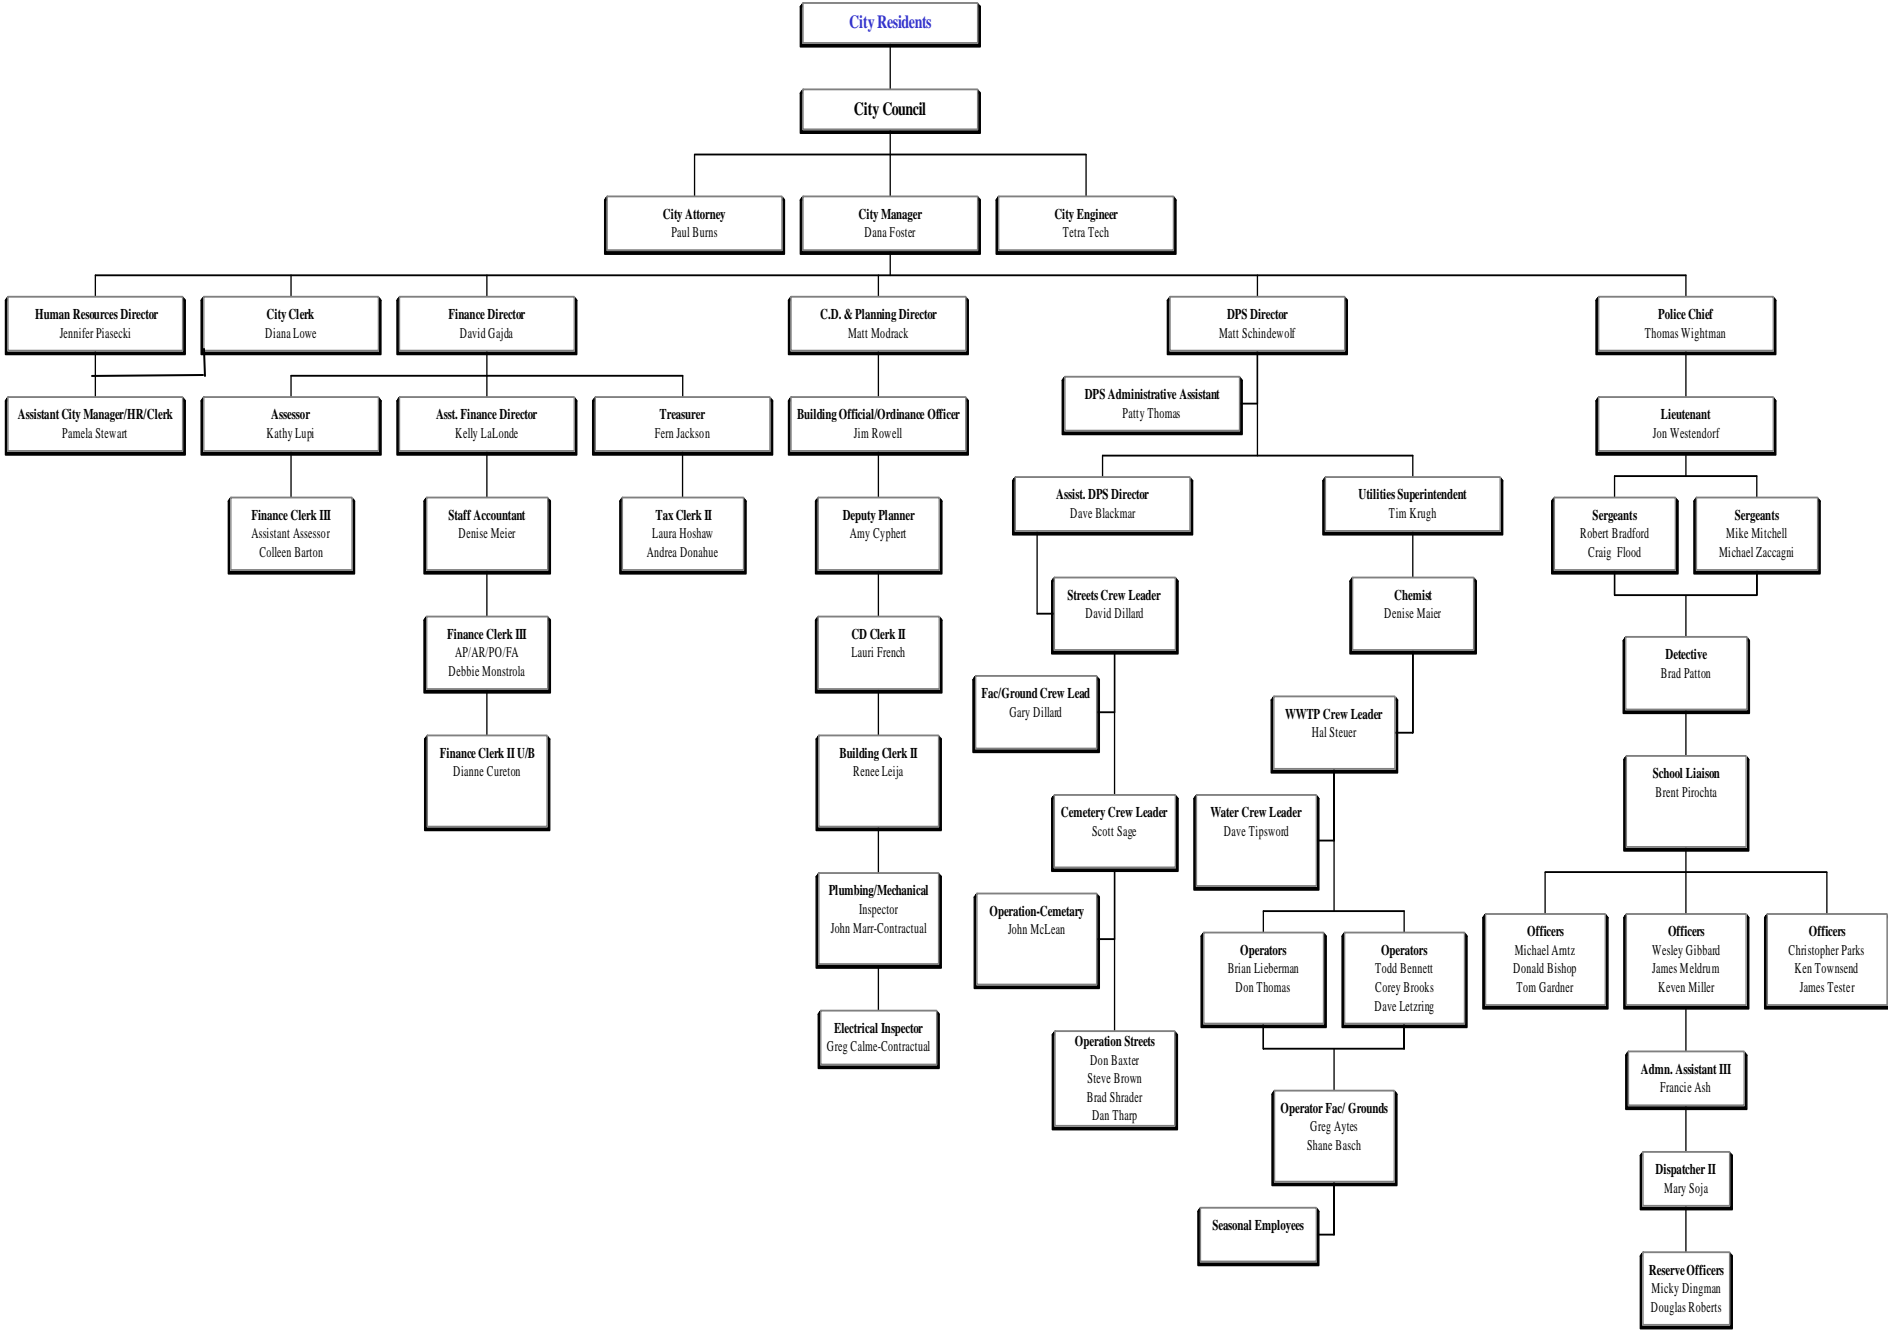 City Residents
City Council
City Attorney
Paul Burns
City Manager
Dana Foster
City Engineer
Tetra Tech
Human Resources Director
Jennifer Piasecki
City Clerk
Diana Lowe
Finance Director
David Gajda
C.D. & Planning Director
Matt Modrack
DPS Director
Matt Schindewolf
Police Chief
Thomas Wightman
DPS Administrative Assistant
Patty Thomas
Assistant City Manager/HR/Clerk
Pamela Stewart
Assessor
Kathy Lupi
Asst. Finance Director
Kelly LaLonde
Treasurer
Fern Jackson
Building Official/Ordinance Officer
Jim Rowell
Lieutenant
Jon Westendorf
Assist. DPS Director
Dave Blackmar
Utilities Superintendent
Tim Krugh
Finance Clerk III
Assistant Assessor
Colleen Barton
Staff Accountant
Denise Meier
Tax Clerk II
Laura Hoshaw
Andrea Donahue
Deputy Planner
Amy Cyphert
Sergeants
Robert Bradford
Craig Flood
Sergeants
Mike Mitchell
Michael Zaccagni
Streets Crew Leader
David Dillard
Chemist
Denise Maier
Finance Clerk III
AP/AR/PO/FA
Debbie Monstrola
CD Clerk II
Lauri French
Detective
Brad Patton
Fac/Ground Crew Lead
Gary Dillard
WWTP Crew Leader
Hal Steuer
Finance Clerk II U/B
Dianne Cureton
Building Clerk II
Renee Leija
School Liaison
Brent Pirochta
Cemetery Crew Leader
Scott Sage
Water Crew Leader
Dave Tipsword
Plumbing/Mechanical
Inspector
John Marr-Contractual
Operation-Cemetary
John McLean
Operators
Brian Lieberman
Don Thomas
Operators
Todd Bennett
Corey Brooks
Dave Letzring
Officers
Michael Arntz
Donald Bishop
Tom Gardner
Officers
Wesley Gibbard
James Meldrum
Keven Miller
Officers
Christopher Parks
Ken Townsend
James Tester
Electrical Inspector
Greg Calme-Contractual
Operation Streets
Don Baxter
Steve Brown
Brad Shrader
Dan Tharp
Admn. Assistant III
Francie Ash
Operator Fac/ Grounds
Greg Aytes
Shane Basch
Dispatcher II
Mary Soja
Seasonal Employees
Reserve Officers
Micky Dingman
Douglas Roberts